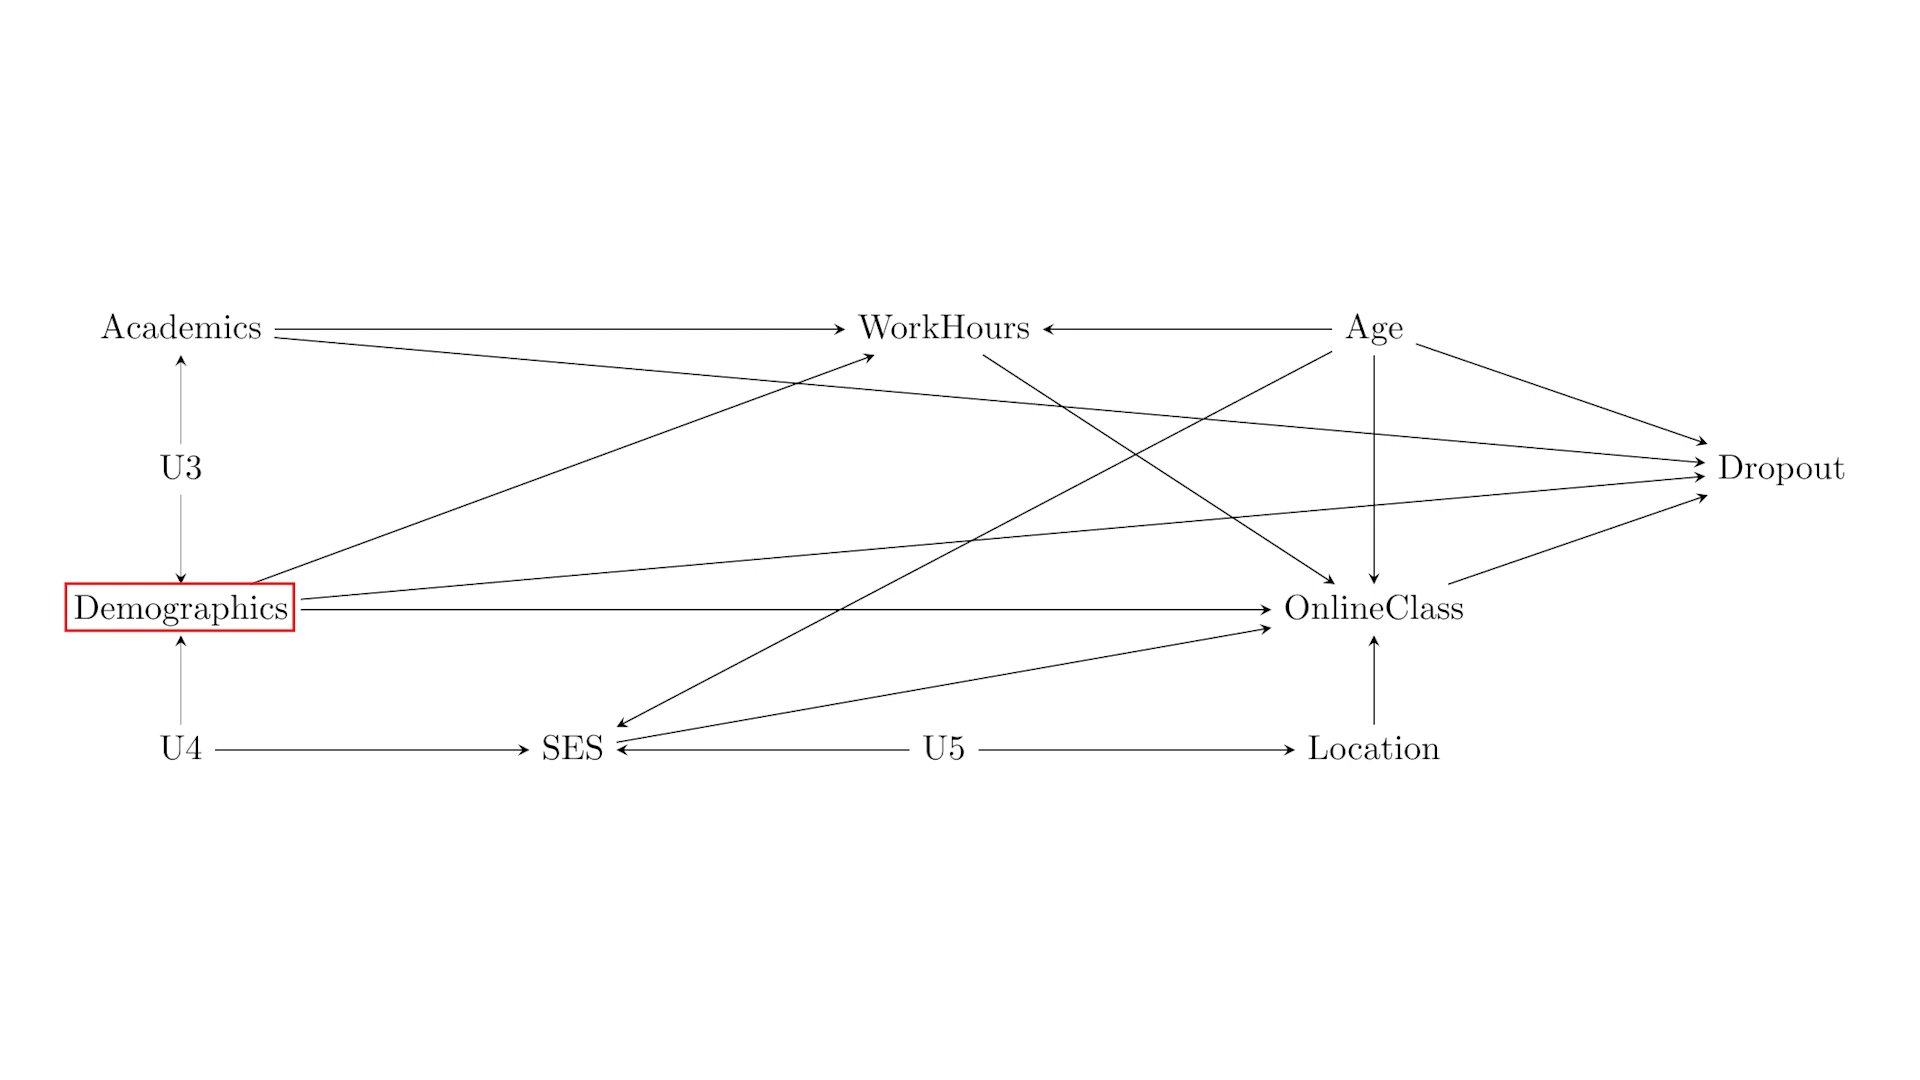 Academics WorkHours Age
U3 Dropout
Demographics OnlineClass
U4 SES U5 Location